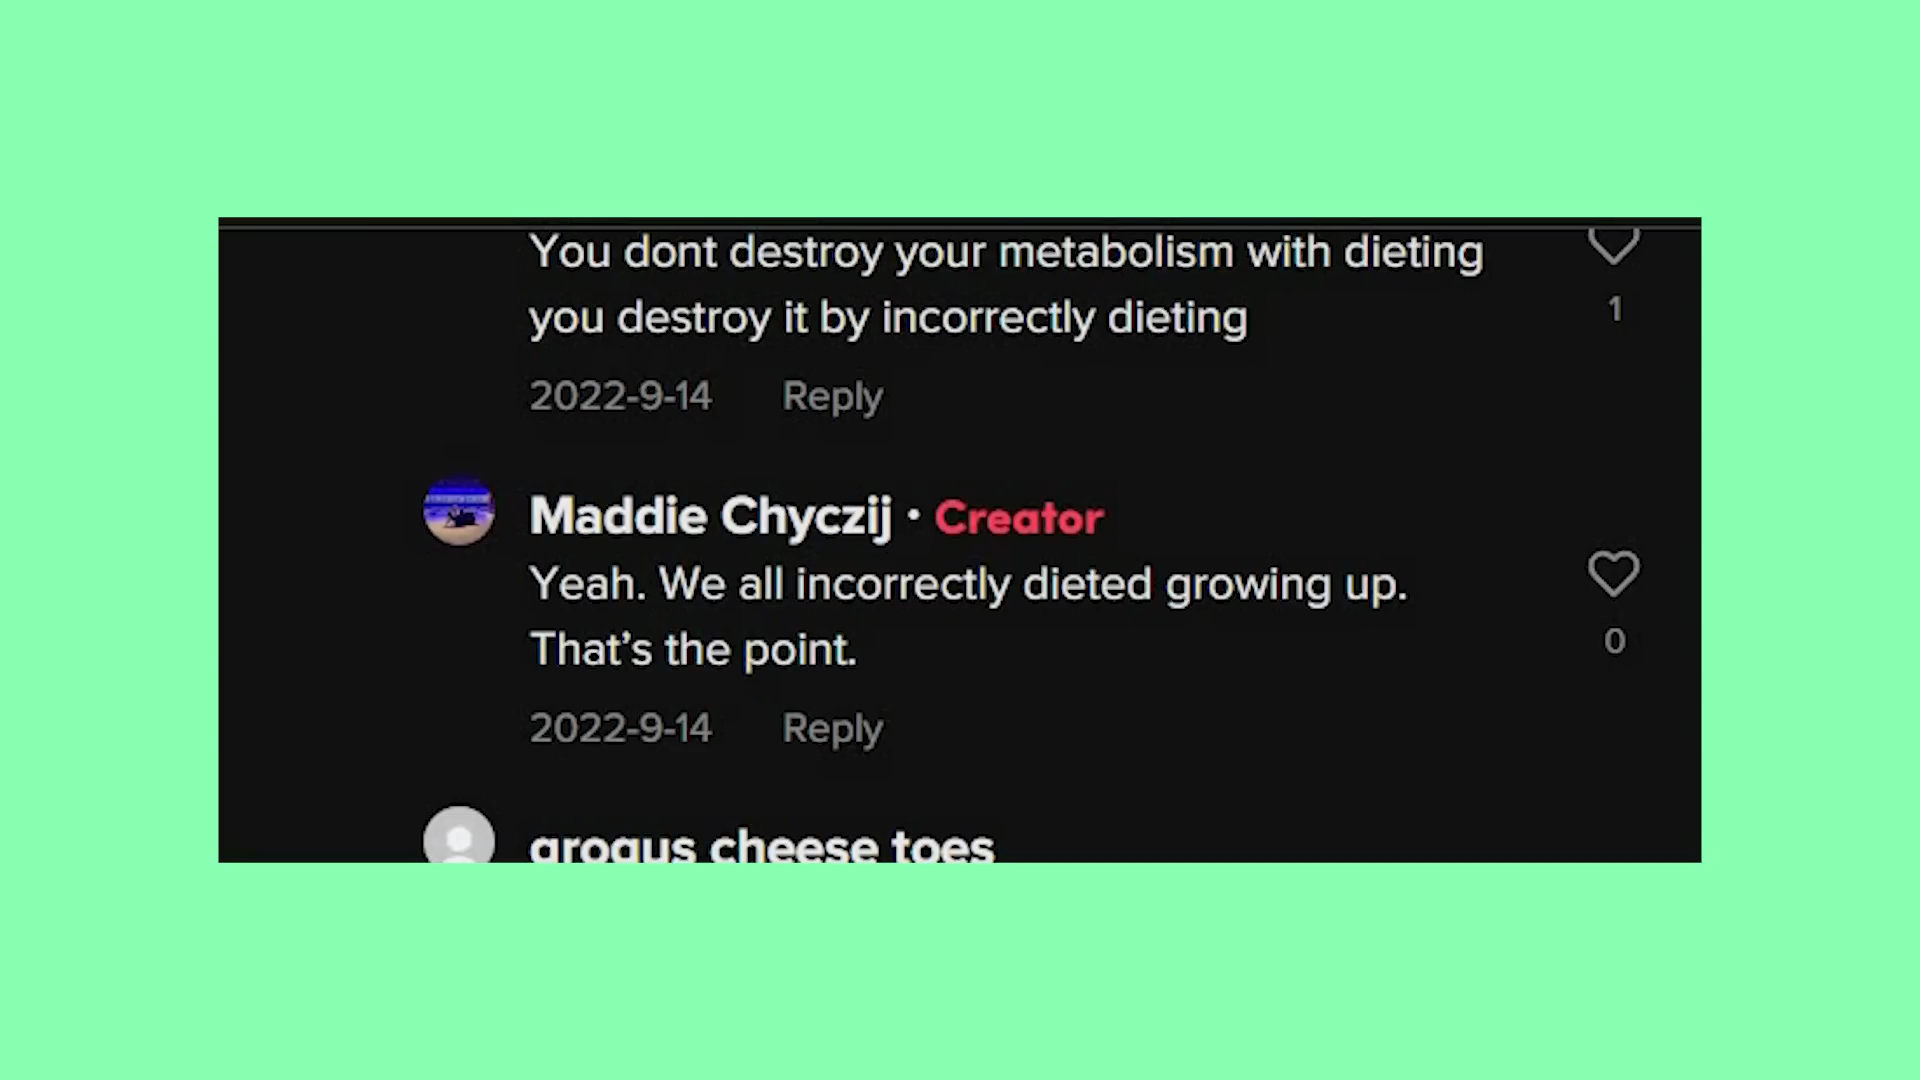 You dont destroy your metabolism with dieting
1
you destroy it by incorrectly dieting
2022-9-14 Reply
Maddie Chyczij · Creator
Yeah. We all incorrectly dieted growing up.
0
That’s the point.
2022-9-14 Reply
grogus cheese toes